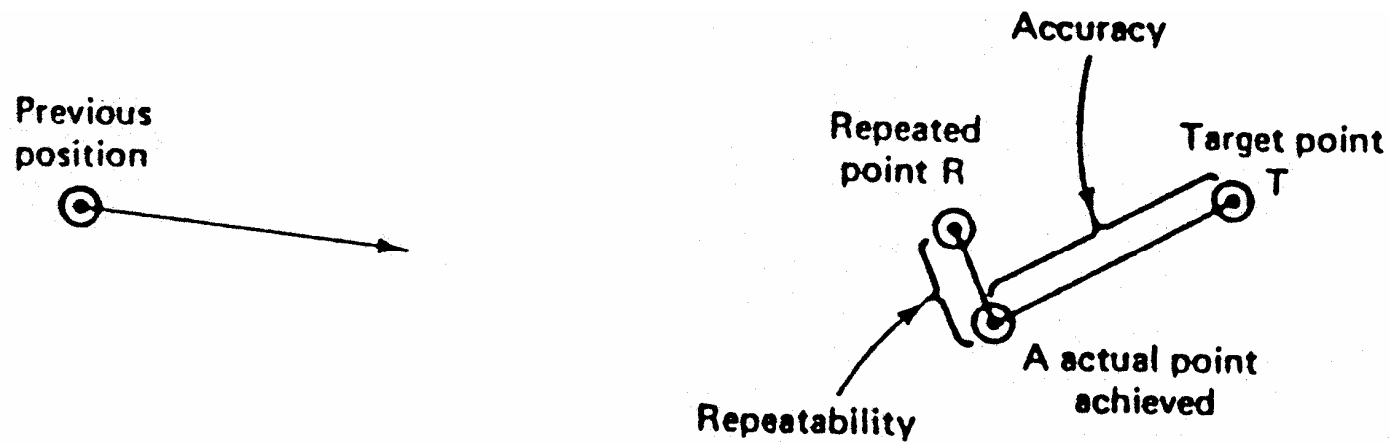 Accuracy
Previous
position
Repeated
point R
Target point
T
A actual point
achieved
Repeatability